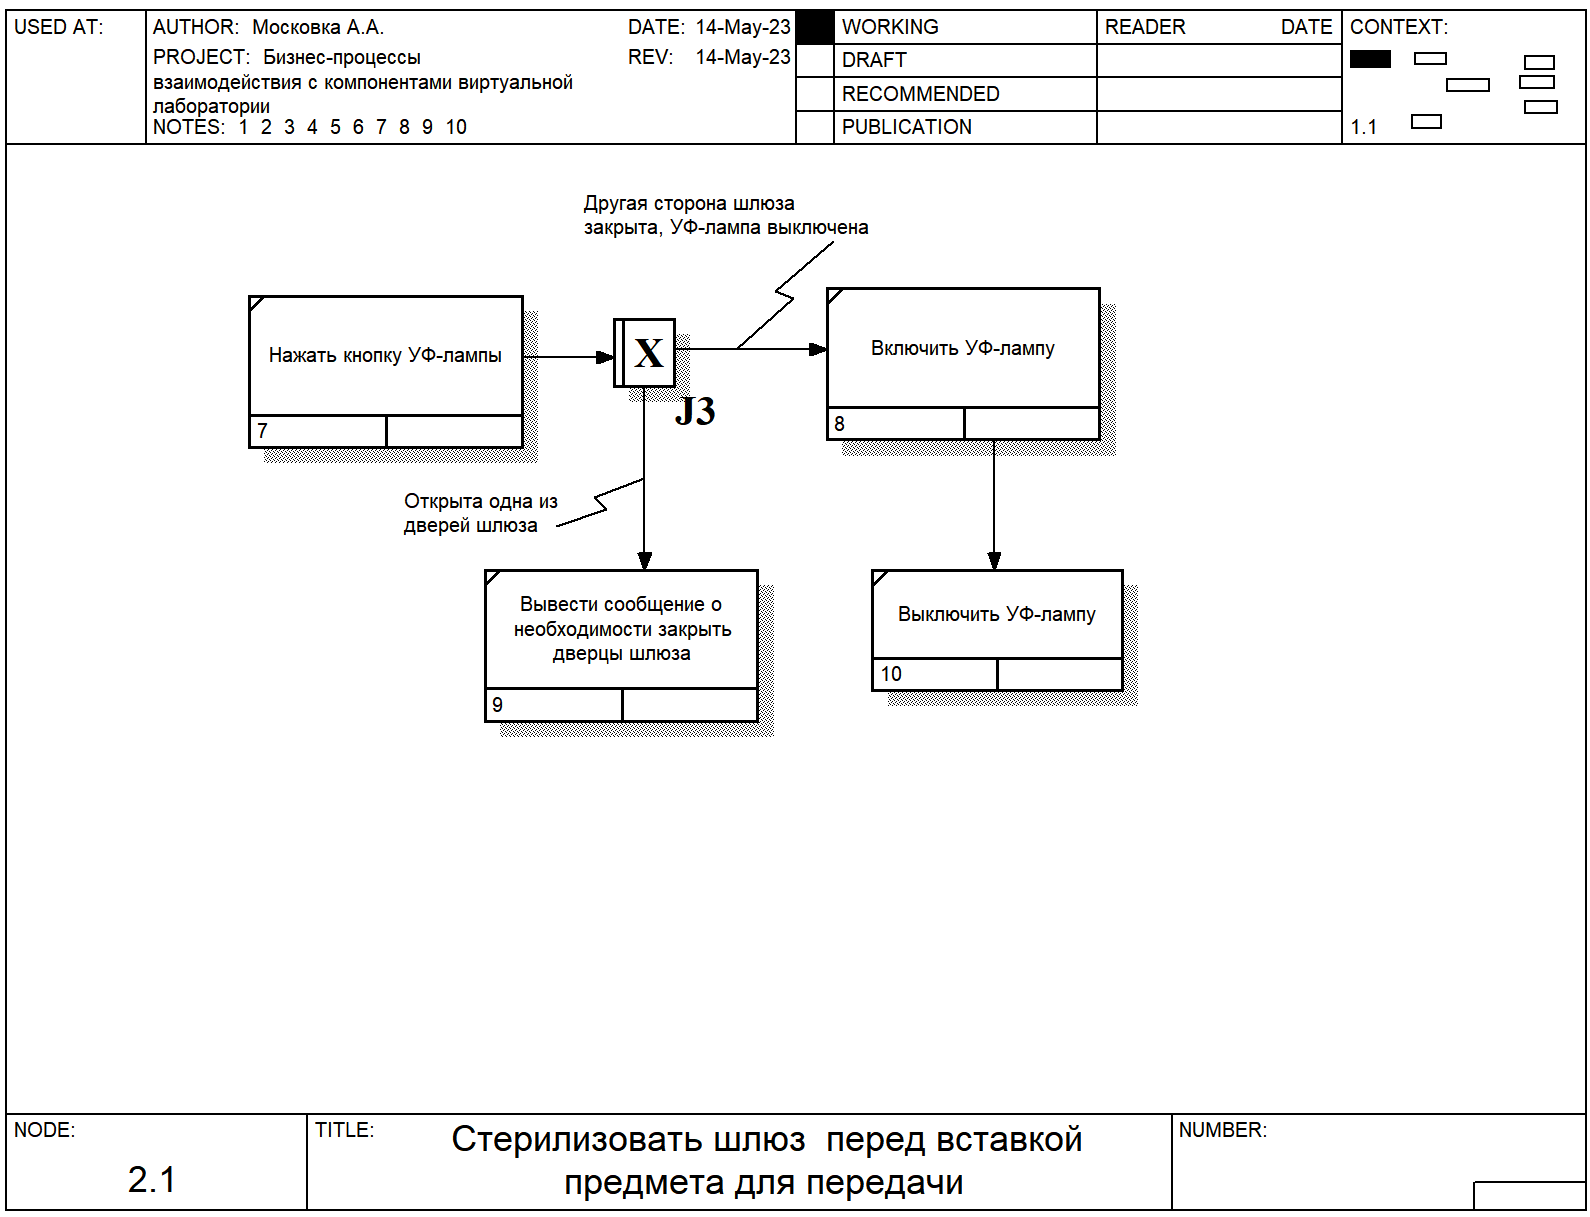 USED AT:
AUTHOR: Московка А.А.
DATE: 14-May-23
PROJECT: Бизнес-процессы
взаимодействия с компонентами виртуальной
лаборатории
REV: 14-May-23
NOTES: 1 2 3 4 5 6 7 8 9 10
WORKING
DRAFT
RECOMMENDED
PUBLICATION
READER DATE
CONTEXT:
1.1
Другая сторона шлюза
закрыта, УФ-лампа выключена
Нажать кнопку УФ-лампы
7
X
J3
Включить УФ-лампу
8
Открыта одна из
дверей шлюза
Вывести сообщение о
необходимости закрыть
дверцы шлюза
9
Выключить УФ-лампу
10
NODE:
2.1
TITLE:
Стерилизовать шлюз перед вставкой
предмета для передачи
NUMBER: